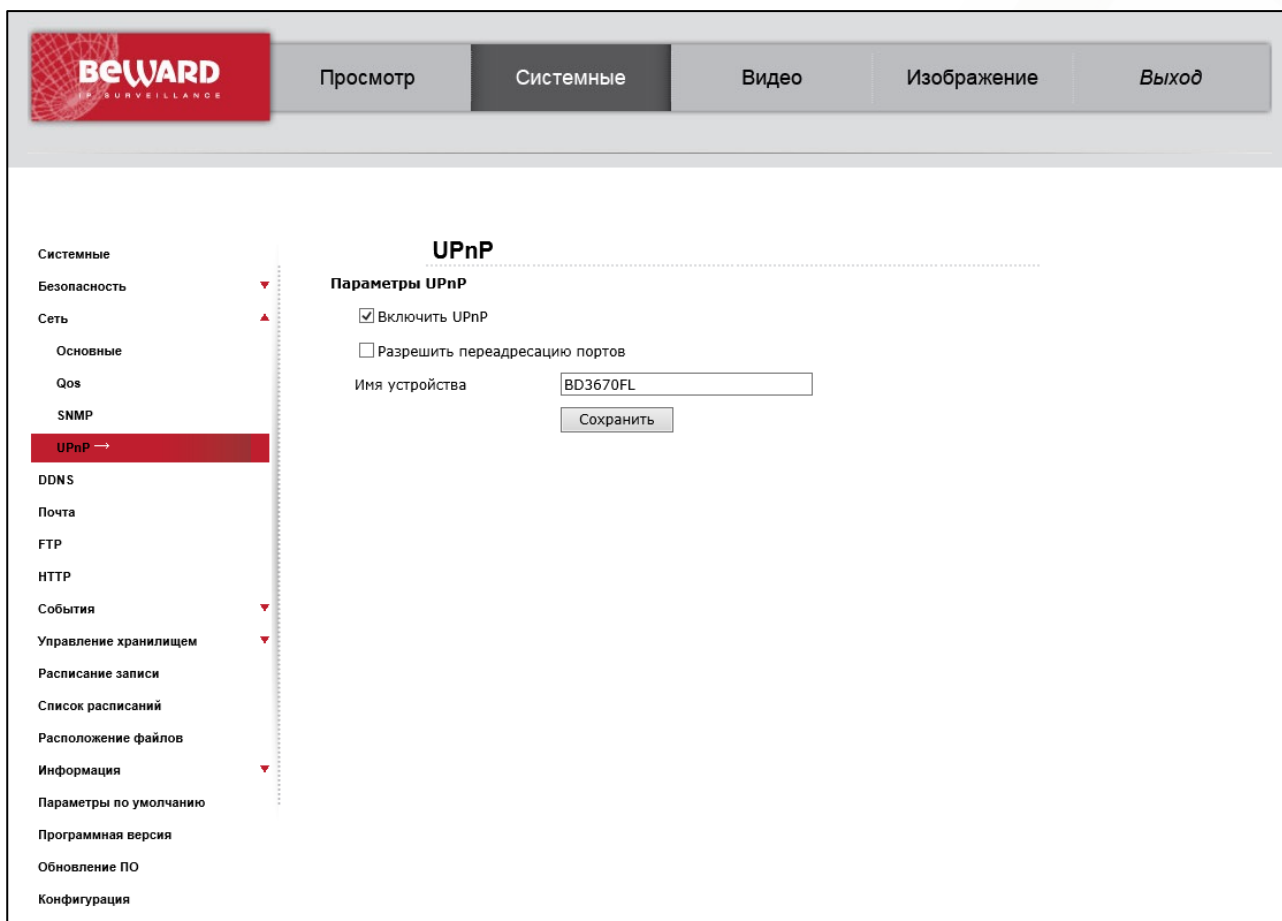 BEWARD
IP SURVEILLANCE
Просмотр
Системные
Видео
Изображение
Выход
Системные
Безопасность
Сеть
Основные
Qos
SNMP
UPnP →
DDNS
Почта
FTP
HTTP
События
Управление хранилищем
Расписание записи
Список расписаний
Расположение файлов
Информация
Параметры по умолчанию
Программная версия
Обновление ПО
Конфигурация
UPnP
Параметры UPnP
Включить UPnP
Разрешить переадресацию портов
Имя устройства BD3670FL
Сохранить